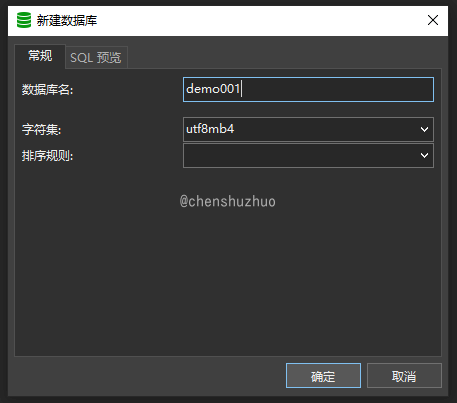 新建数据库
常规
SQL 预览
数据库名:
demo001
字符集:
utf8mb4
排序规则:
@chenshuzhuo
确定
取消